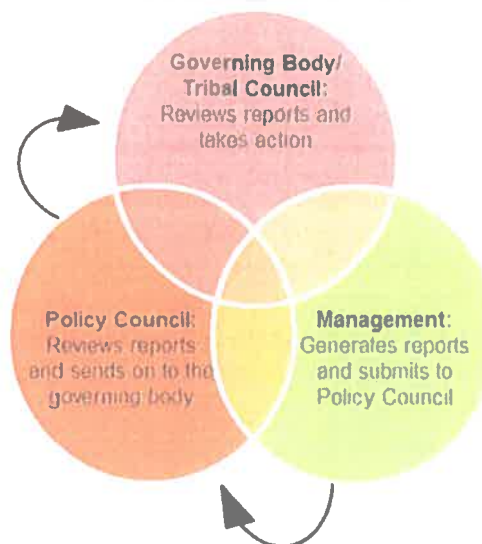 Governing Body/
Tribal Council:
Reviews reports and
takes action
Policy Council:
Reviews reports
and sends on to the
governing body
Management:
Generates reports
and submits to
Policy Council